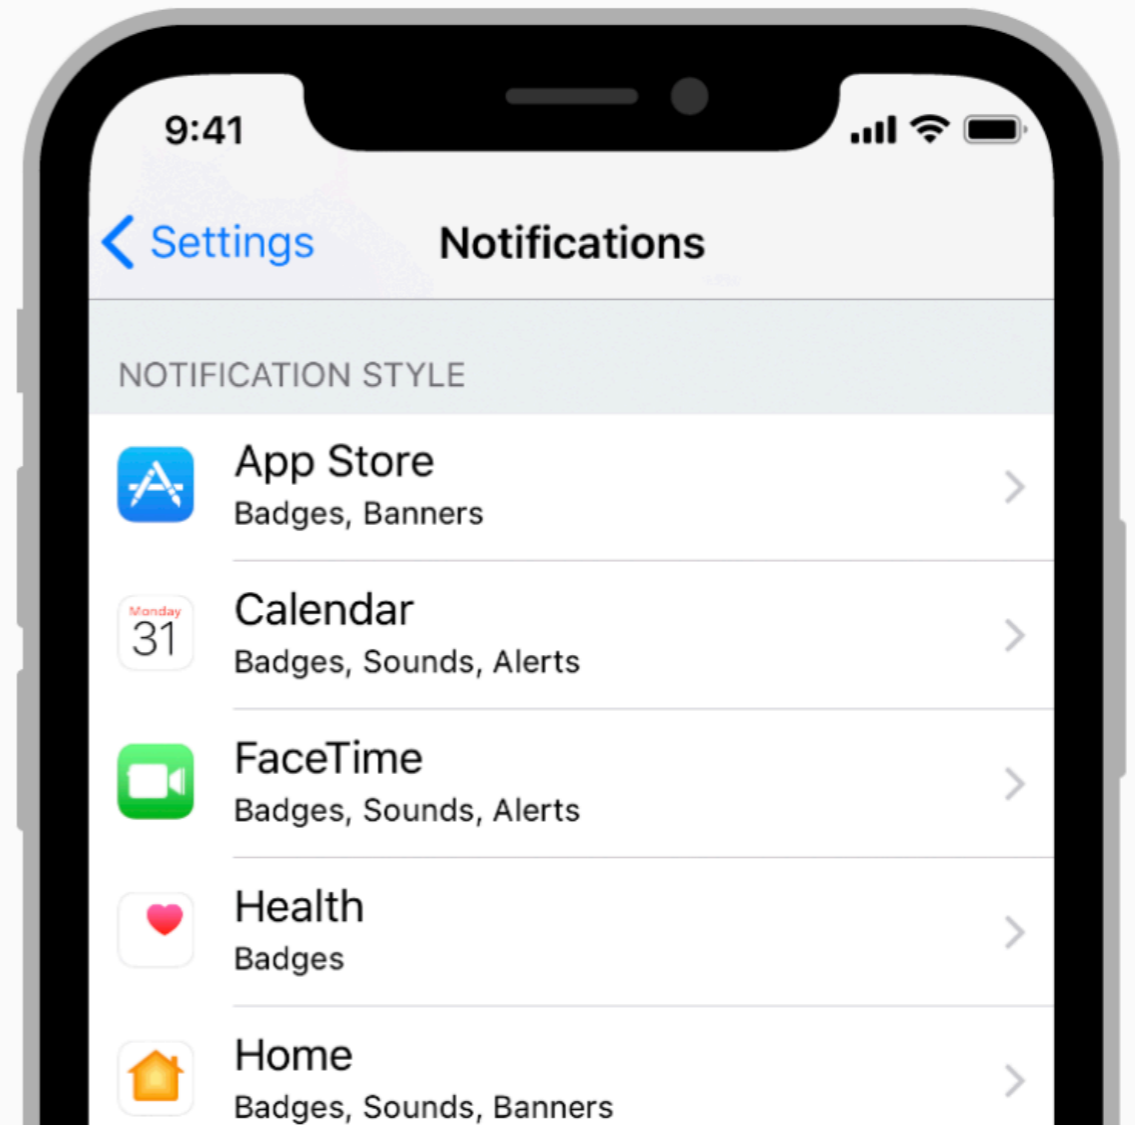 9:41
Settings Notifications
NOTIFICATION STYLE
App Store
Badges, Banners
Monday
31
Calendar
Badges, Sounds, Alerts
FaceTime
Badges, Sounds, Alerts
Health
Badges
Home
Badges, Sounds, Banners